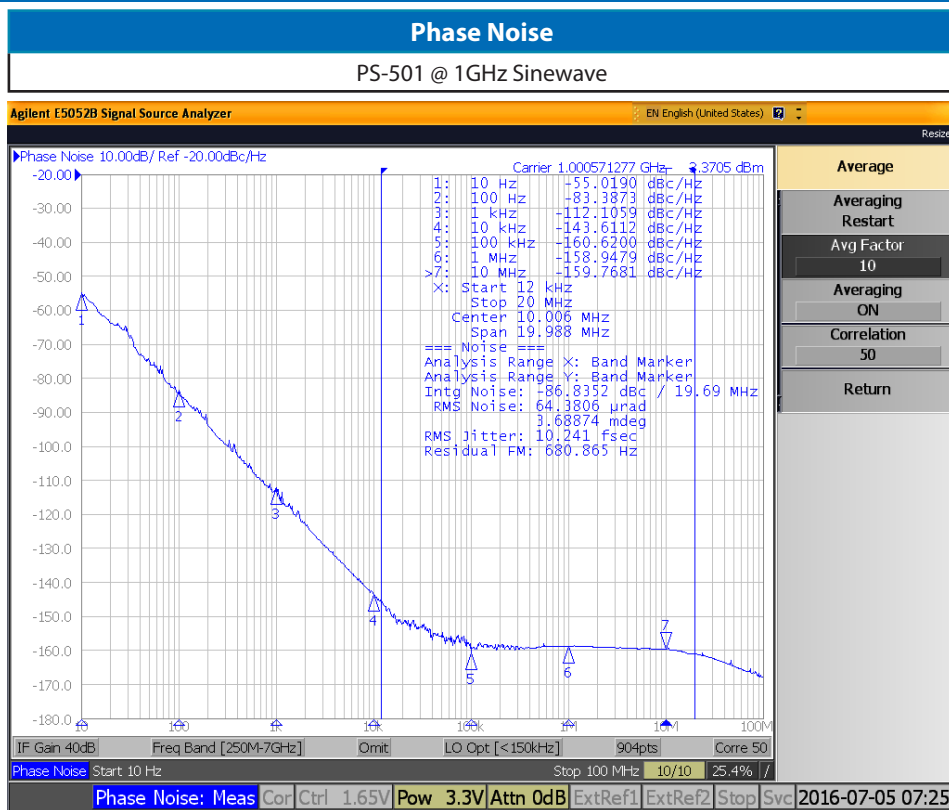 Phase Noise
PS-501 @ 1GHz Sinewave
Agilent E5052B Signal Source Analyzer
EN English (United States)
Resize
Phase Noise 10.00dB/ Ref -20.00dBc/Hz
Carrier 1.000571277 GHz 3.3705 dBm
1: 10 Hz -55.0190 dBc/Hz
2: 100 Hz -83.3873 dBc/Hz
3: 1 kHz -112.1059 dBc/Hz
4: 10 kHz -143.6112 dBc/Hz
5: 100 kHz -160.6200 dBc/Hz
6: 1 MHz -158.9479 dBc/Hz
>7: 10 MHz -159.7681 dBc/Hz
X: Start 12 kHz
Stop 20 MHz
Center 10.006 MHz
Span 19.988 MHz
=== Noise ===
Analysis Range X: Band Marker
Analysis Range Y: Band Marker
Intg Noise: -86.8352 dBc / 19.69 MHz
RMS Noise: 64.3806 µrad
3.68874 mdeg
RMS Jitter: 10.241 fsec
Residual FM: 680.865 Hz
-20.00
-30.00
-40.00
-50.00
-60.00
-70.00
-80.00
-90.00
-100.0
-110.0
-120.0
-130.0
-140.0
-150.0
-160.0
-170.0
-180.0
1
2
3
4
5
6
7
10 100 1k 10k 100k 1M 10M 100M
IF Gain 40dB Freq Band [250M-7GHz] Omit LO Opt [<150kHz] 904pts Corre 50
Phase Noise Start 10 Hz Stop 100 MHz 10/10 25.4% /
Phase Noise: Meas Cor Ctrl 1.65V Pow 3.3V Attn 0dB ExtRef1 ExtRef2 Stop Svc 2016-07-05 07:25
Average
Averaging
Restart
Avg Factor
10
Averaging
ON
Correlation
50
Return